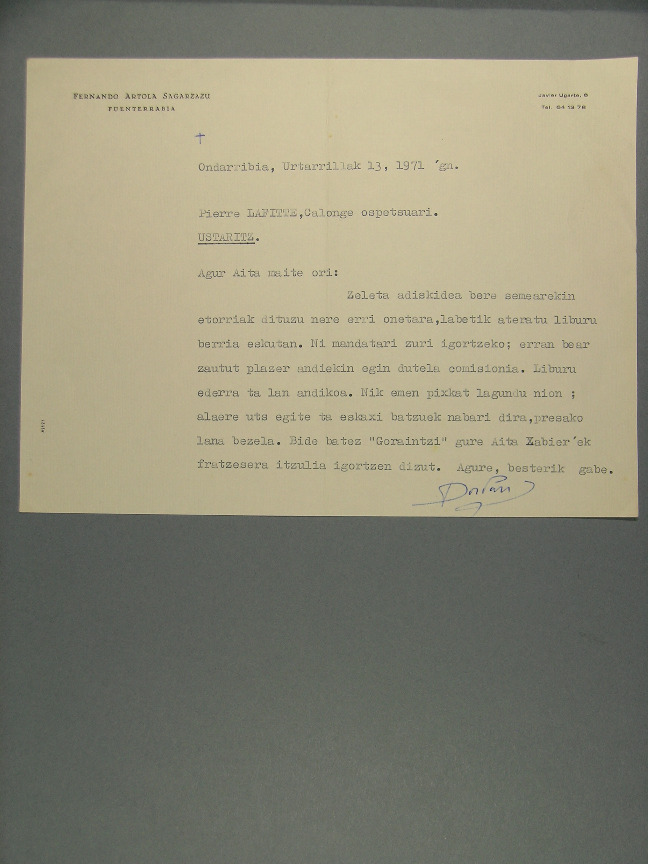 FERNANDO ARTOLA SAGARZAZU
FUENTERRABIA
Javier Ugarte, 6
Tel. 64 13 76
Ondarribia, Urtarrillak 13, 1971 ´gn.
Pierre LAFITTE,Calonge ospetsuari.
USTARITZ.
Agur Aita maite ori:
Zeleta adiskidea bere semearekin
etorriak dituzu nere erri onetara,labetik ateratu liburu
berria eskutan. Ni mandatari zuri igortzeko; erran bear
zautut plazer andiekin egin dutela comisionia. Liburu
ederra ta lan andikoa. Nik emen pixkat lagundu nion ;
alaere uts egite ta eskaxi batzuek nabari dira,presako
lana bezela. Bide batez "Goraintzi" gure Aita Xabier´ek
fratzesera itzulia igortzen dizut. Agure, besterik gabe.